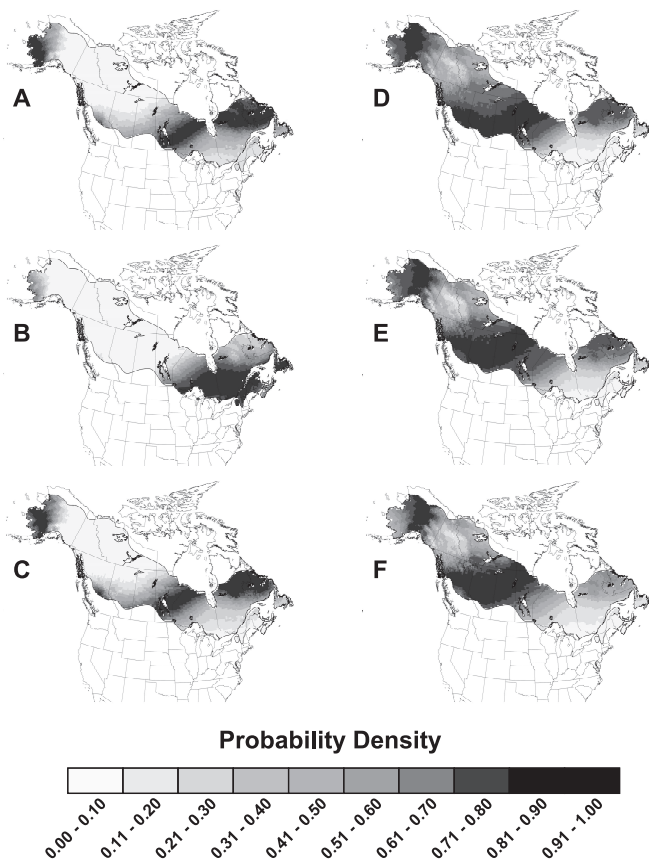 A
D
B
E
C
F
Probability Density
0.00 - 0.10
0.11 - 0.20
0.21 - 0.30
0.31 - 0.40
0.41 - 0.50
0.51 - 0.60
0.61 - 0.70
0.71 - 0.80
0.81 - 0.90
0.91 - 1.00